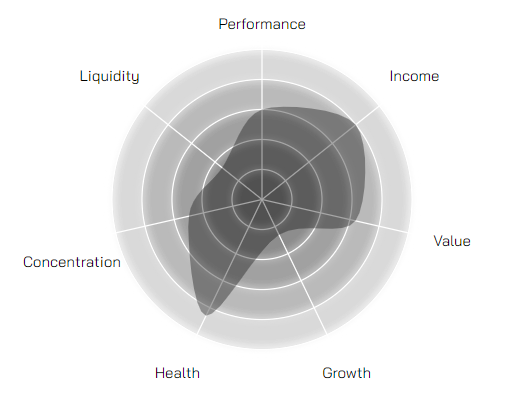 Performance
Liquidity
Income
Value
Concentration
Health
Growth